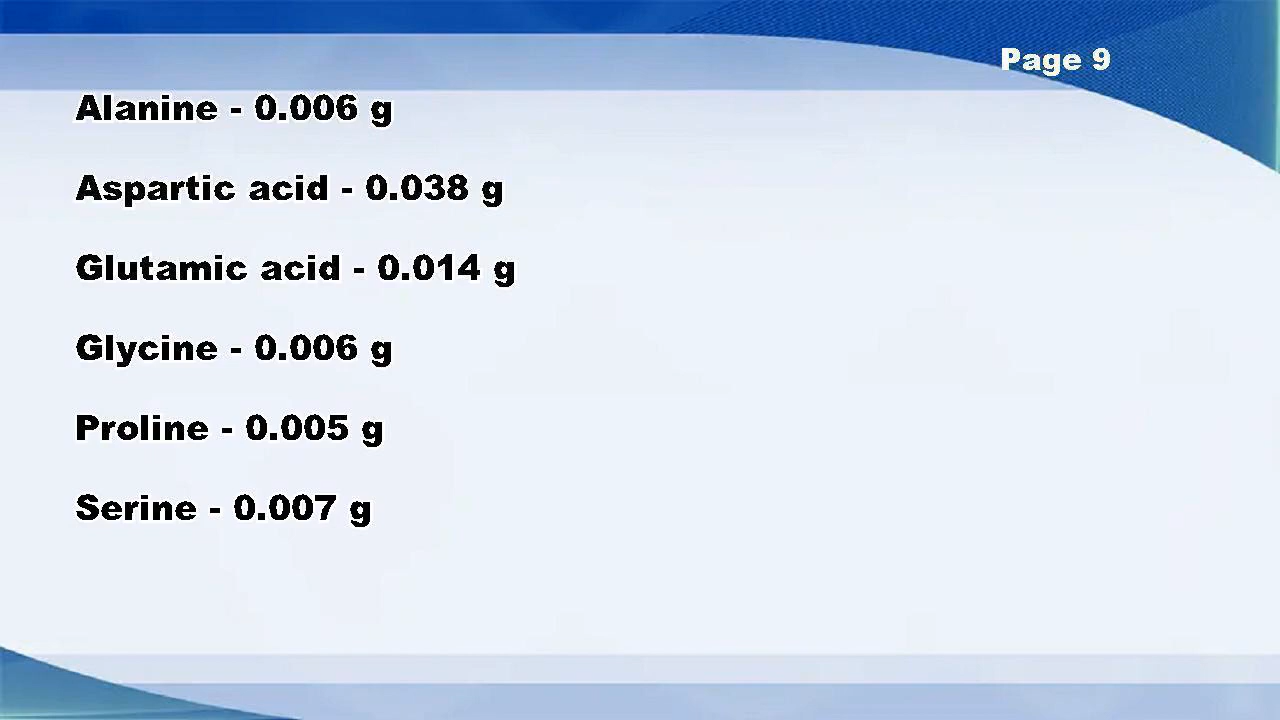 Page 9
Alanine - 0.006 g
Aspartic acid - 0.038 g
Glutamic acid - 0.014 g
Glycine - 0.006 g
Proline - 0.005 g
Serine - 0.007 g